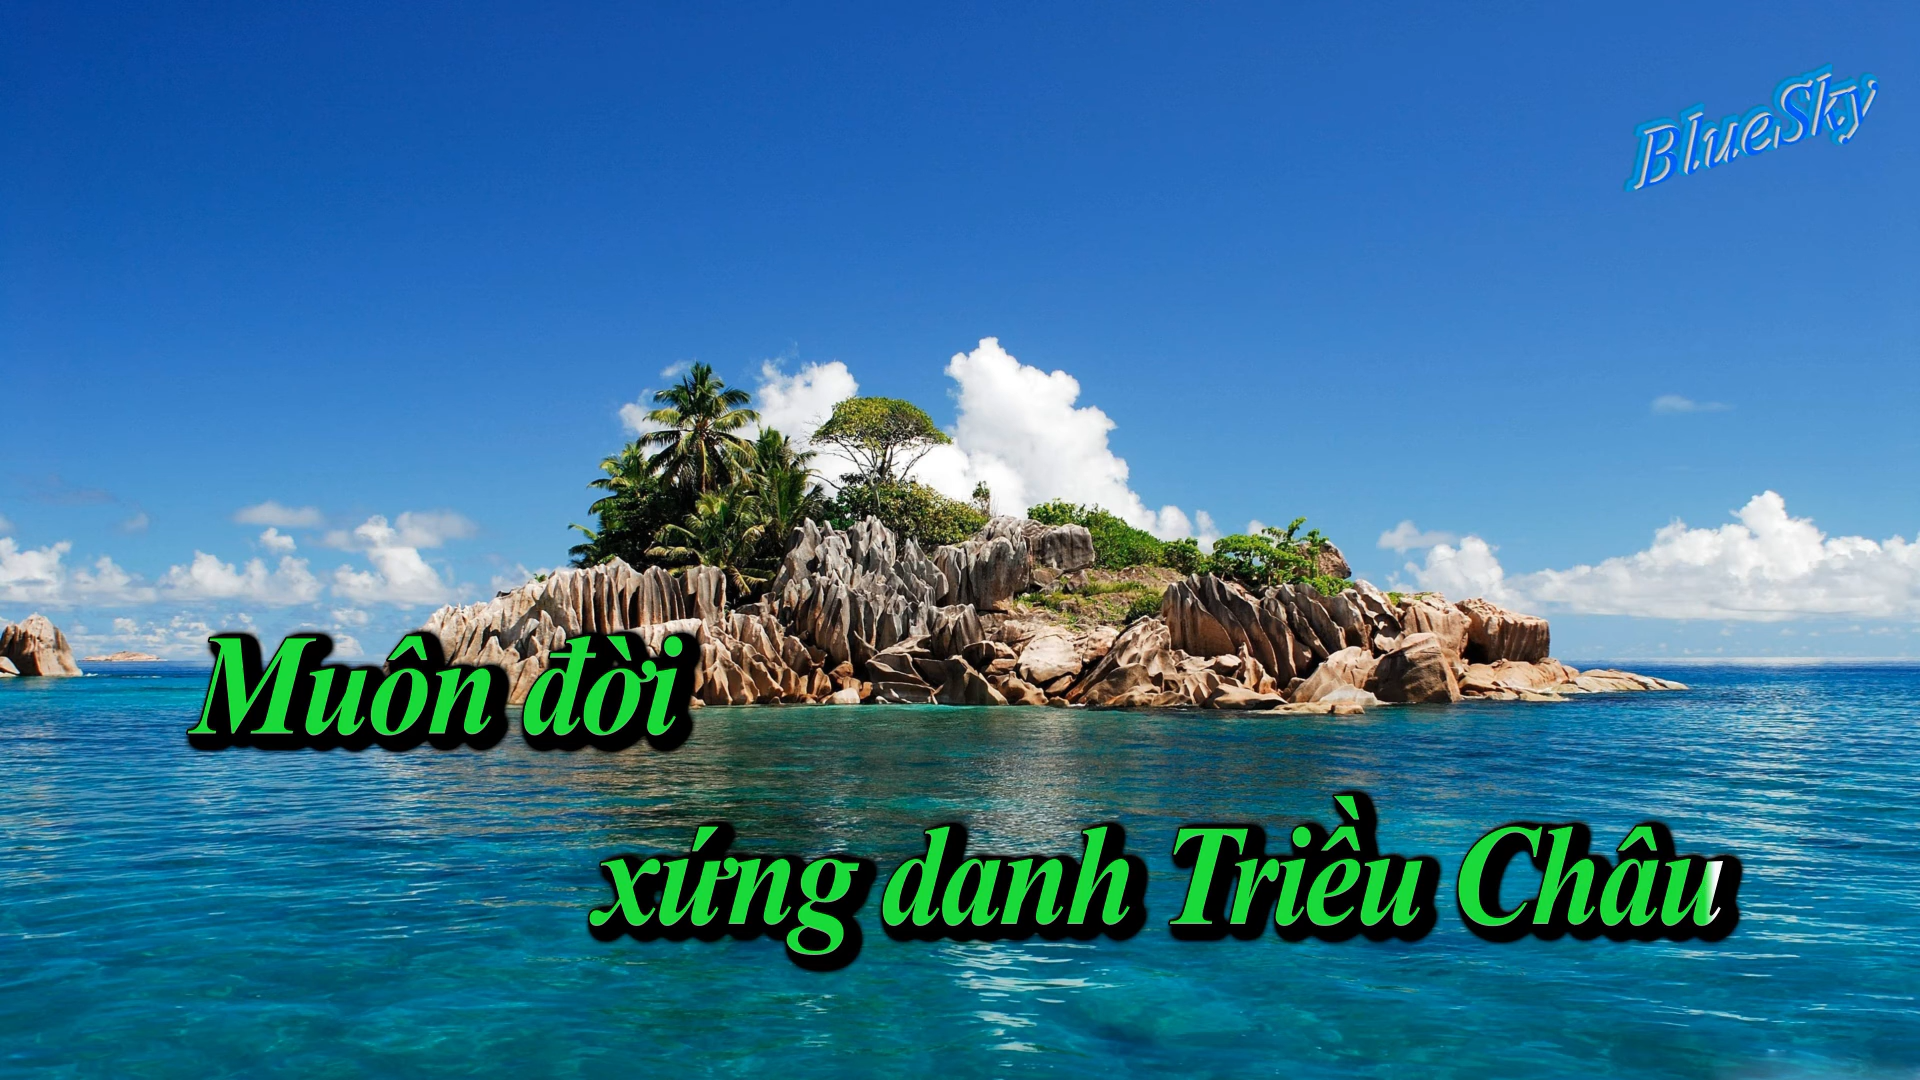 BlueSky
Muôn đời
xứng danh Triều Châu